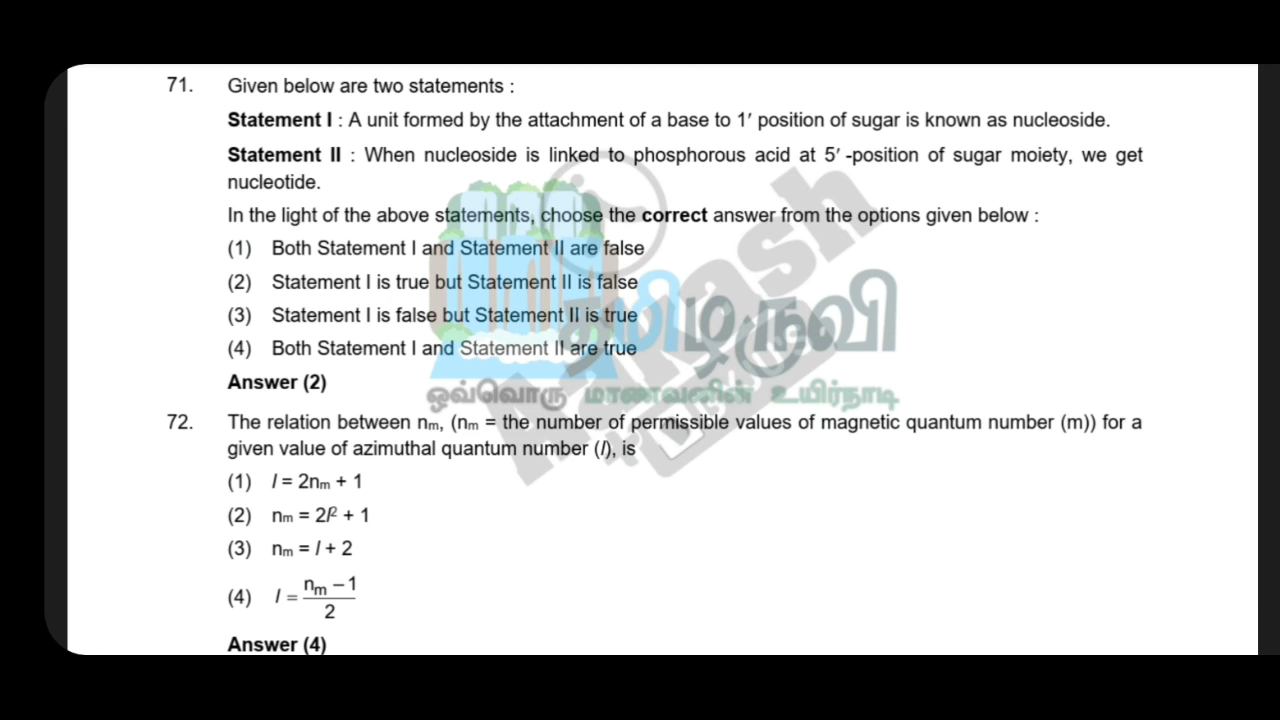 71. Given below are two statements :
Statement I : A unit formed by the attachment of a base to 1′ position of sugar is known as nucleoside.
Statement II : When nucleoside is linked to phosphorous acid at 5′ -position of sugar moiety, we get
nucleotide.
In the light of the above statements, choose the correct answer from the options given below :
(1) Both Statement I and Statement II are false
(2) Statement I is true but Statement II is false
(3) Statement I is false but Statement II is true
(4) Both Statement I and Statement II are true
Answer (2)
தமிழருவி
ஒவ்வொரு மாணவனின் உயிர்நாடி
Aakash
72. The relation between nₘ, (nₘ = the number of permissible values of magnetic quantum number (m)) for a
given value of azimuthal quantum number (l), is
(1) l = 2nₘ + 1
(2) nₘ = 2l² + 1
(3) nₘ = l + 2
(4) l = (nₘ − 1)/2
Answer (4)